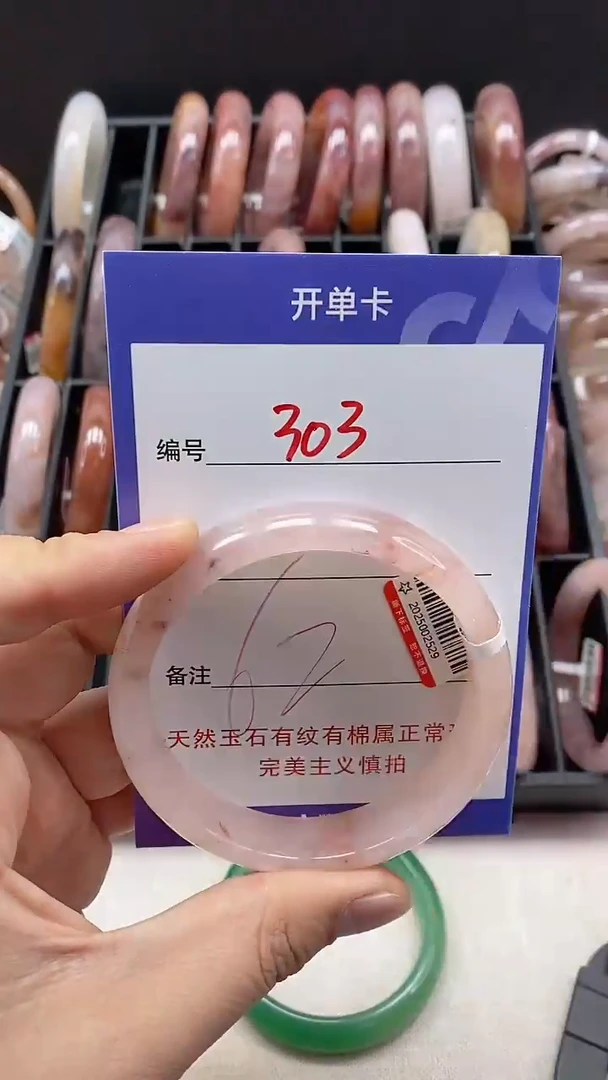 开单卡
编号 303
62
备注
2025002529
天然玉石有纹有棉属正常
完美主义慎拍